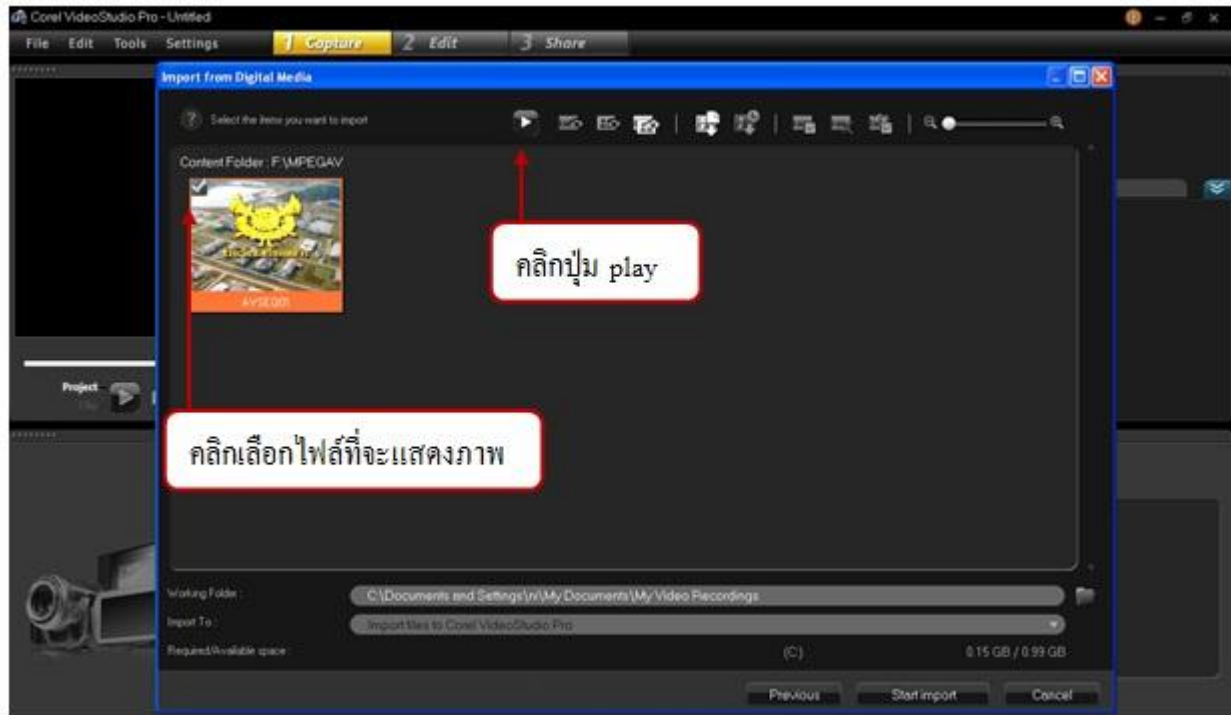 Corel VideoStudio Pro - Untitled
File Edit Tools Settings 1 Capture 2 Edit 3 Share
Import from Digital Media
Select the items you want to import
Content Folder : F:\MPEGAV
AVSEQ01
คลิกปุ่ม play
Project
คลิกเลือกไฟล์ที่จะแสดงภาพ
Working Folder : C:\Documents and Settings\rv\My Documents\My Video Recordings
Import To : Import files to Corel VideoStudio Pro
Required/Available space : (C:) 0.15 GB / 0.99 GB
Previous Start import Cancel